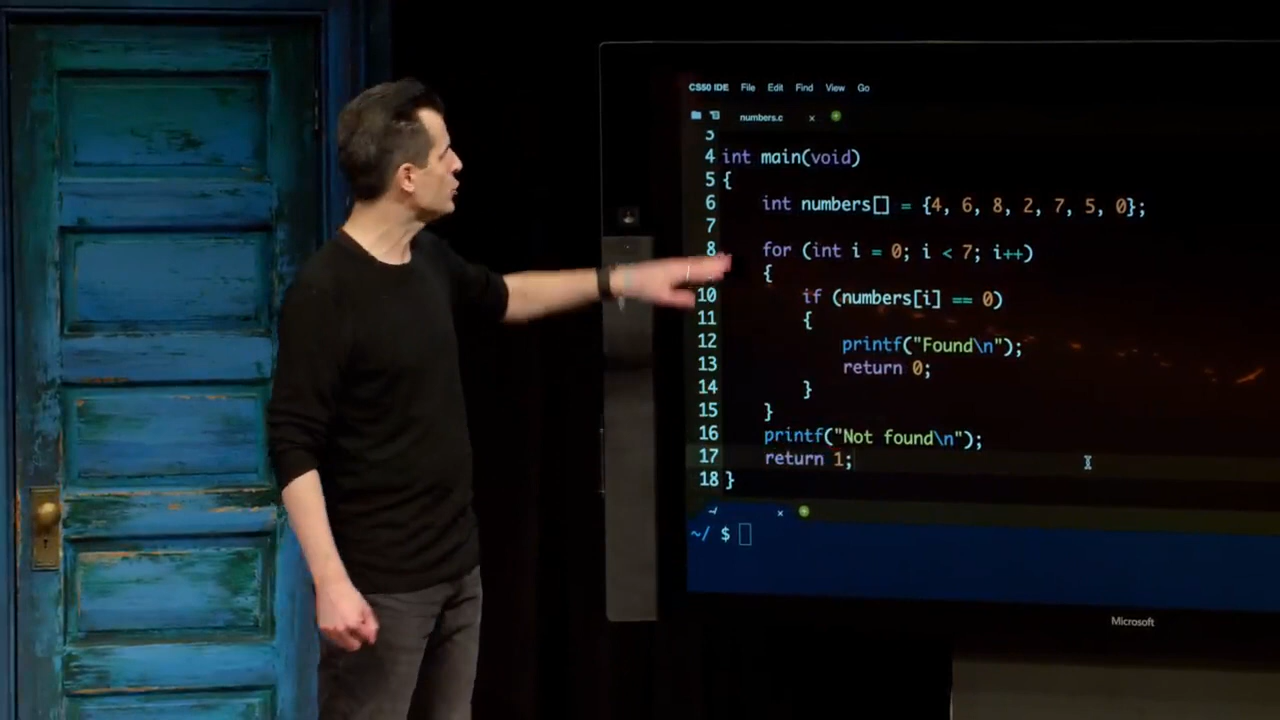 CS50 IDE File Edit Find View Go
numbers.c
3
4 int main(void)
5 {
6 int numbers[] = {4, 6, 8, 2, 7, 5, 0};
7
8 for (int i = 0; i < 7; i++)
{
10 if (numbers[i] == 0)
11 {
12 printf("Found\n");
13 return 0;
14 }
15 }
16 printf("Not found\n");
17 return 1;
18 }
~/ $
Microsoft